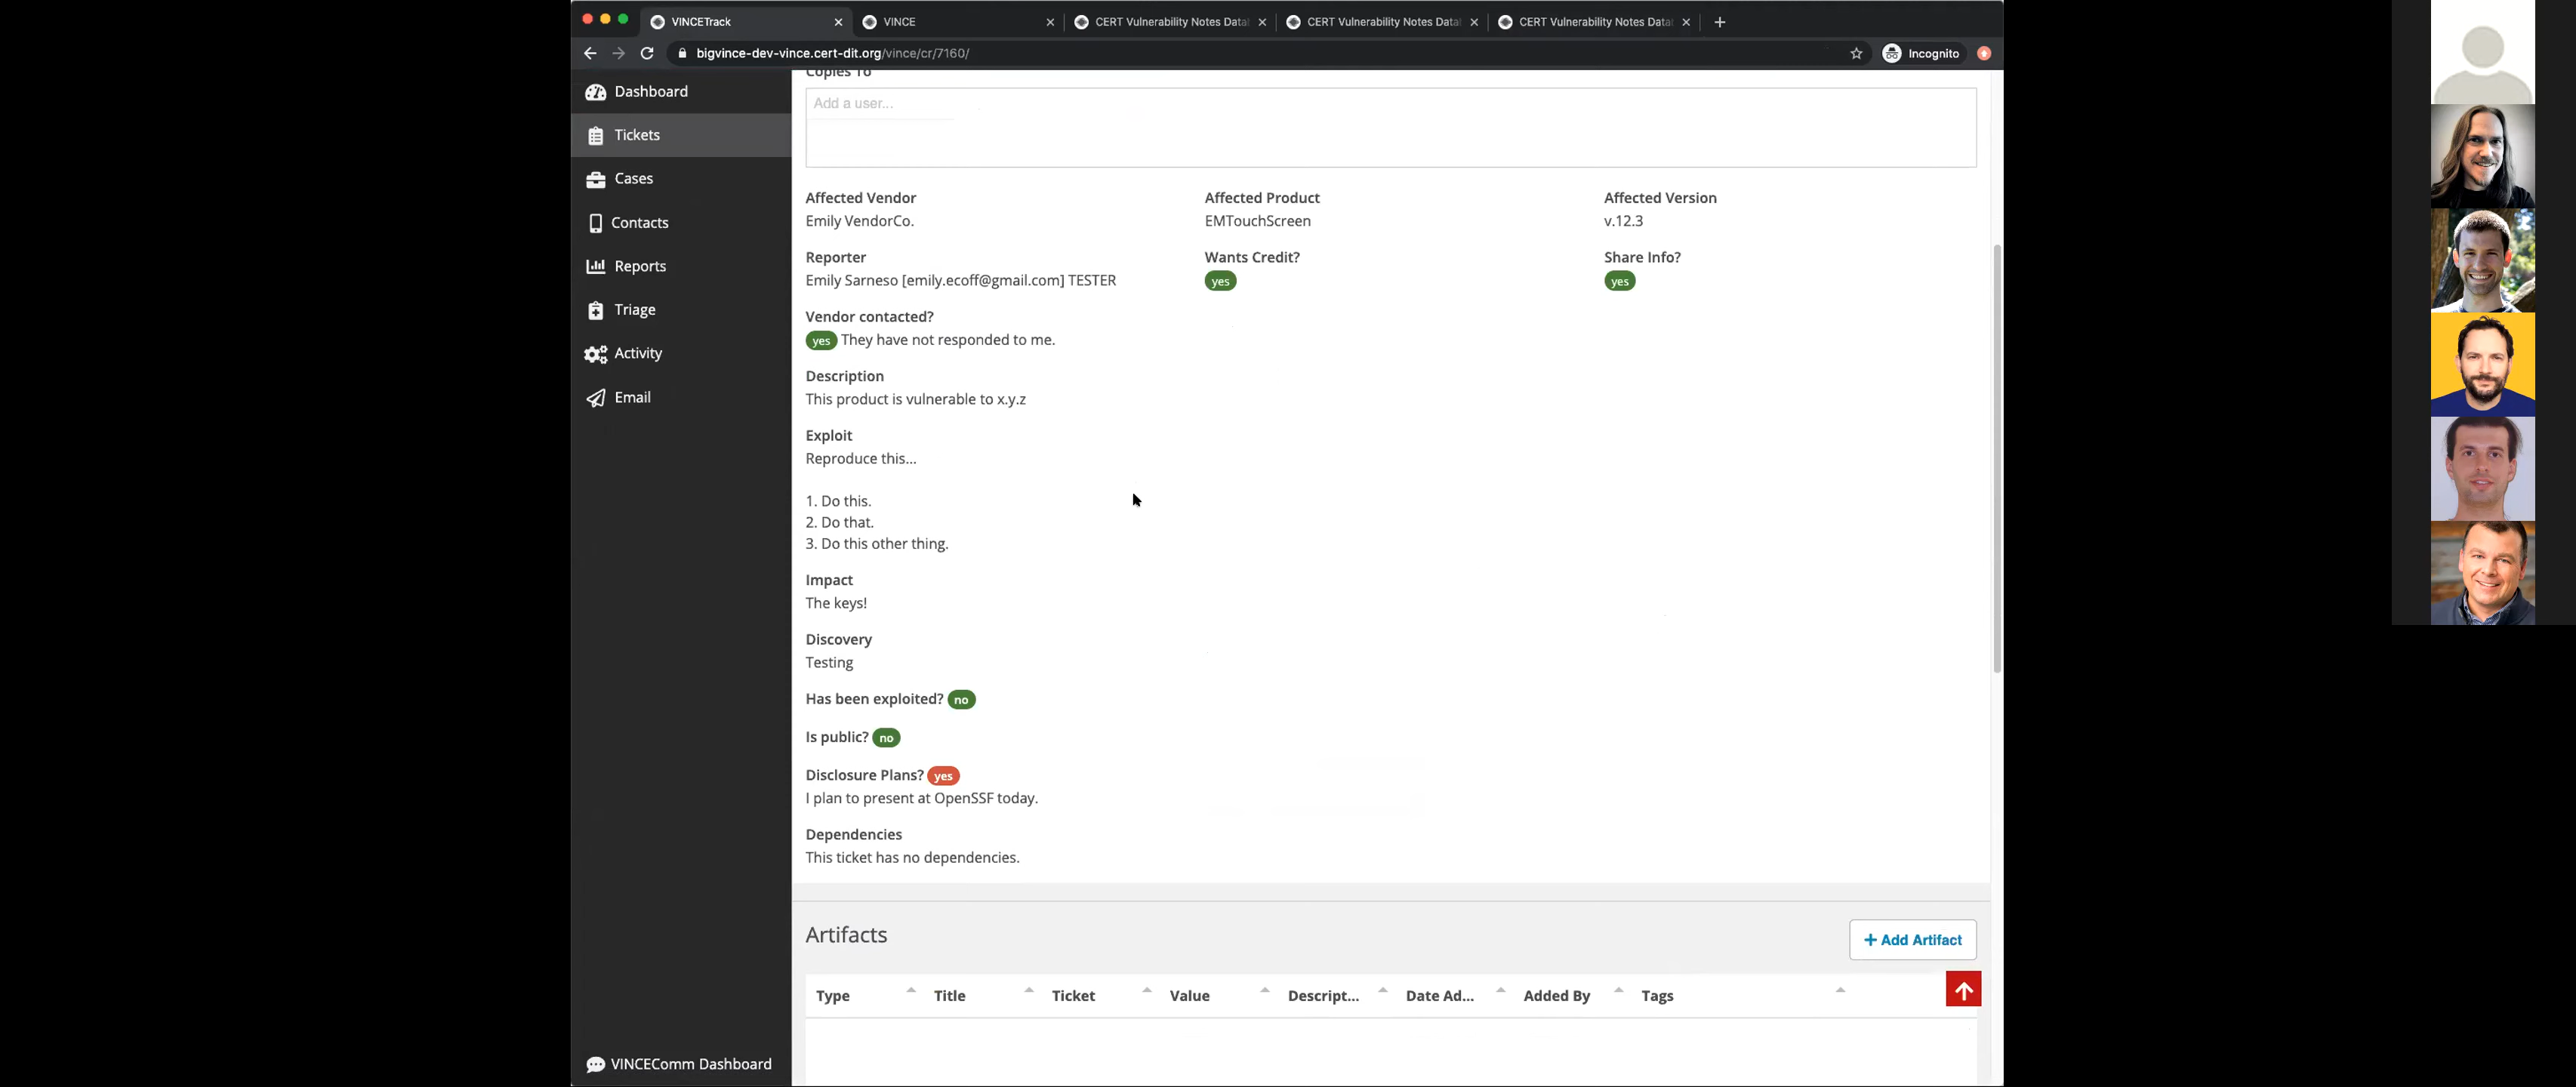 VINCETrack
VINCE
CERT Vulnerability Notes Datab
CERT Vulnerability Notes Datab
CERT Vulnerability Notes Datab
bigvince-dev-vince.cert-dit.org/vince/cr/7160/
Incognito
Dashboard
Tickets
Cases
Contacts
Reports
Triage
Activity
Email
VINCEComm Dashboard
Copies To
Add a user...
Affected Vendor
Emily VendorCo.
Affected Product
EMTouchScreen
Affected Version
v.12.3
Reporter
Emily Sarneso [emily.ecoff@gmail.com] TESTER
Wants Credit?
yes
Share Info?
yes
Vendor contacted?
yes They have not responded to me.
Description
This product is vulnerable to x.y.z
Exploit
Reproduce this...
1. Do this.
2. Do that.
3. Do this other thing.
Impact
The keys!
Discovery
Testing
Has been exploited? no
Is public? no
Disclosure Plans? yes
I plan to present at OpenSSF today.
Dependencies
This ticket has no dependencies.
Artifacts
+ Add Artifact
Type Title Ticket Value Descript... Date Ad... Added By Tags